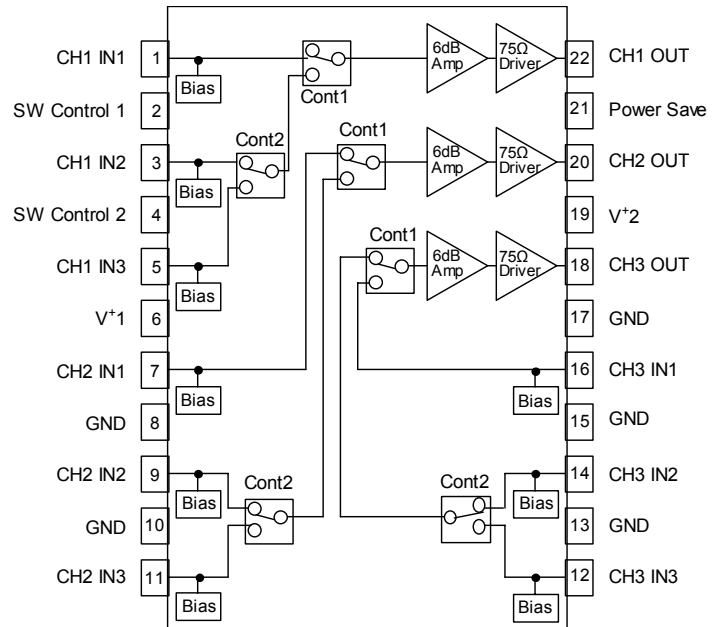 CH1 IN1 1 Bias Cont1 6dB Amp 75Ω Driver 22 CH1 OUT
SW Control 1 2 21 Power Save
CH1 IN2 3 Bias Cont2 Cont1 6dB Amp 75Ω Driver 20 CH2 OUT
SW Control 2 4 19 V+2
CH1 IN3 5 Bias Cont1 6dB Amp 75Ω Driver 18 CH3 OUT
V+1 6 17 GND
CH2 IN1 7 Bias Bias 16 CH3 IN1
GND 8 15 GND
CH2 IN2 9 Bias Cont2 Cont2 Bias 14 CH3 IN2
GND 10 13 GND
CH2 IN3 11 Bias Bias 12 CH3 IN3